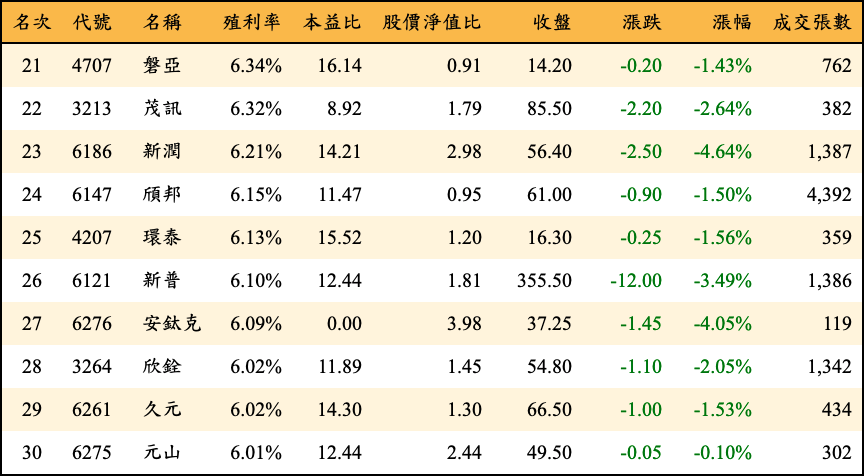 名次 代號 名稱 殖利率 本益比 股價淨值比 收盤 漲跌 漲幅 成交張數
21 4707 磐亞 6.34% 16.14 0.91 14.20 -0.20 -1.43% 762
22 3213 茂訊 6.32% 8.92 1.79 85.50 -2.20 -2.64% 382
23 6186 新潤 6.21% 14.21 2.98 56.40 -2.50 -4.64% 1,387
24 6147 頎邦 6.15% 11.47 0.95 61.00 -0.90 -1.50% 4,392
25 4207 環泰 6.13% 15.52 1.20 16.30 -0.25 -1.56% 359
26 6121 新普 6.10% 12.44 1.81 355.50 -12.00 -3.49% 1,386
27 6276 安鈦克 6.09% 0.00 3.98 37.25 -1.45 -4.05% 119
28 3264 欣銓 6.02% 11.89 1.45 54.80 -1.10 -2.05% 1,342
29 6261 久元 6.02% 14.30 1.30 66.50 -1.00 -1.53% 434
30 6275 元山 6.01% 12.44 2.44 49.50 -0.05 -0.10% 302